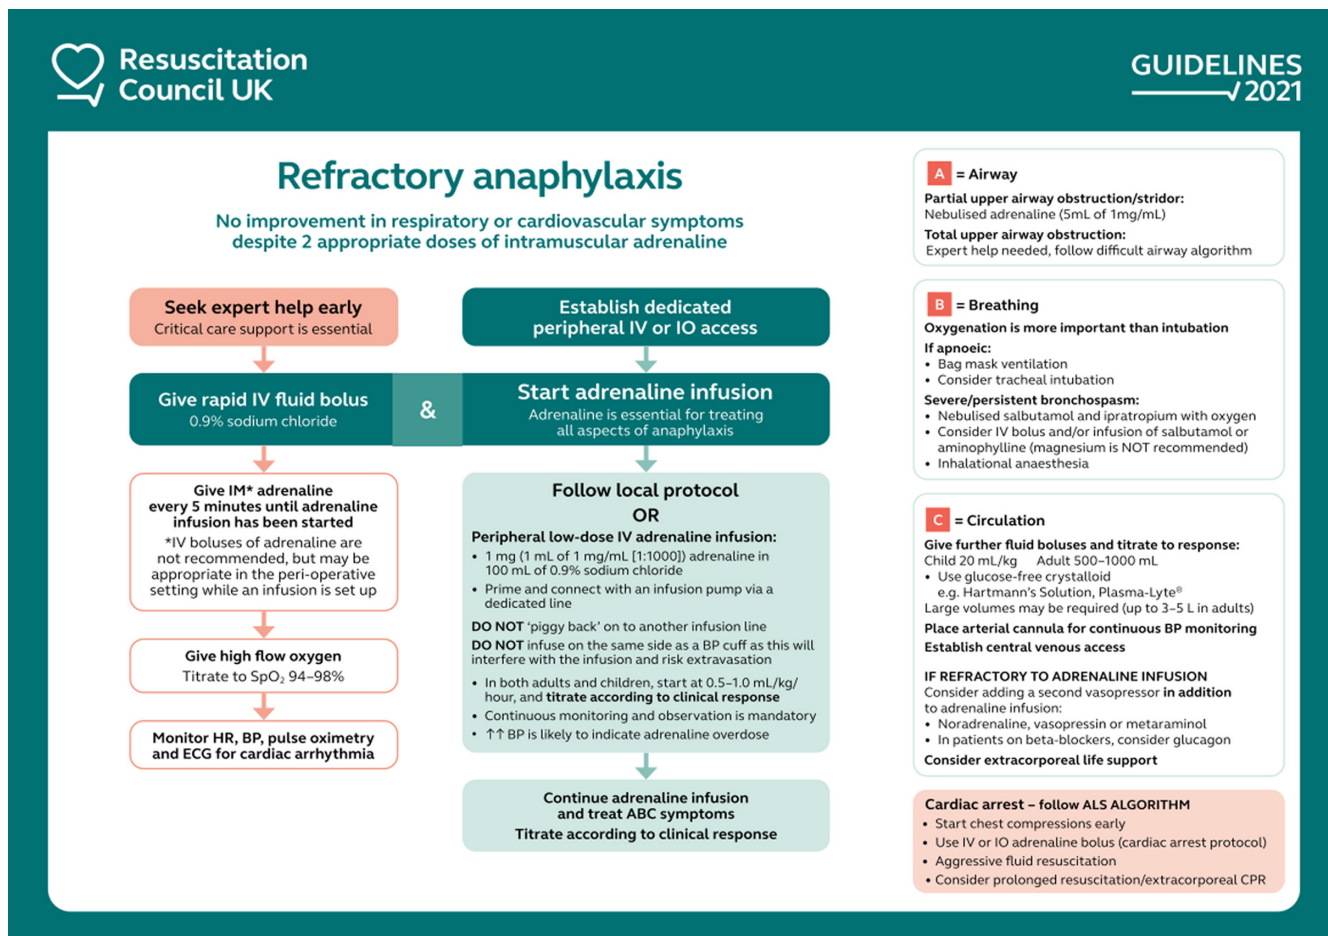 Resuscitation
Council UK
GUIDELINES
2021
Refractory anaphylaxis
No improvement in respiratory or cardiovascular symptoms
despite 2 appropriate doses of intramuscular adrenaline
Seek expert help early
Critical care support is essential
Establish dedicated
peripheral IV or IO access
Give rapid IV fluid bolus
0.9% sodium chloride
&
Start adrenaline infusion
Adrenaline is essential for treating
all aspects of anaphylaxis
Give IM* adrenaline
every 5 minutes until adrenaline
infusion has been started
*IV boluses of adrenaline are
not recommended, but may be
appropriate in the peri-operative
setting while an infusion is set up
Give high flow oxygen
Titrate to SpO₂ 94–98%
Monitor HR, BP, pulse oximetry
and ECG for cardiac arrhythmia
Follow local protocol
OR
Peripheral low-dose IV adrenaline infusion:
• 1 mg (1 mL of 1 mg/mL [1:1000]) adrenaline in
100 mL of 0.9% sodium chloride
• Prime and connect with an infusion pump via a
dedicated line
DO NOT ‘piggy back’ on to another infusion line
DO NOT infuse on the same side as a BP cuff as this will
interfere with the infusion and risk extravasation
• In both adults and children, start at 0.5–1.0 mL/kg/
hour, and titrate according to clinical response
• Continuous monitoring and observation is mandatory
• ↑↑ BP is likely to indicate adrenaline overdose
Continue adrenaline infusion
and treat ABC symptoms
Titrate according to clinical response
A = Airway
Partial upper airway obstruction/stridor:
Nebulised adrenaline (5mL of 1mg/mL)
Total upper airway obstruction:
Expert help needed, follow difficult airway algorithm
B = Breathing
Oxygenation is more important than intubation
If apnoeic:
• Bag mask ventilation
• Consider tracheal intubation
Severe/persistent bronchospasm:
• Nebulised salbutamol and ipratropium with oxygen
• Consider IV bolus and/or infusion of salbutamol or
aminophylline (magnesium is NOT recommended)
• Inhalational anaesthesia
C = Circulation
Give further fluid boluses and titrate to response:
Child 20 mL/kg Adult 500–1000 mL
• Use glucose-free crystalloid
e.g. Hartmann’s Solution, Plasma-Lyte®
Large volumes may be required (up to 3–5 L in adults)
Place arterial cannula for continuous BP monitoring
Establish central venous access
IF REFRACTORY TO ADRENALINE INFUSION
Consider adding a second vasopressor in addition
to adrenaline infusion:
• Noradrenaline, vasopressin or metaraminol
• In patients on beta-blockers, consider glucagon
Consider extracorporeal life support
Cardiac arrest – follow ALS ALGORITHM
• Start chest compressions early
• Use IV or IO adrenaline bolus (cardiac arrest protocol)
• Aggressive fluid resuscitation
• Consider prolonged resuscitation/extracorporeal CPR